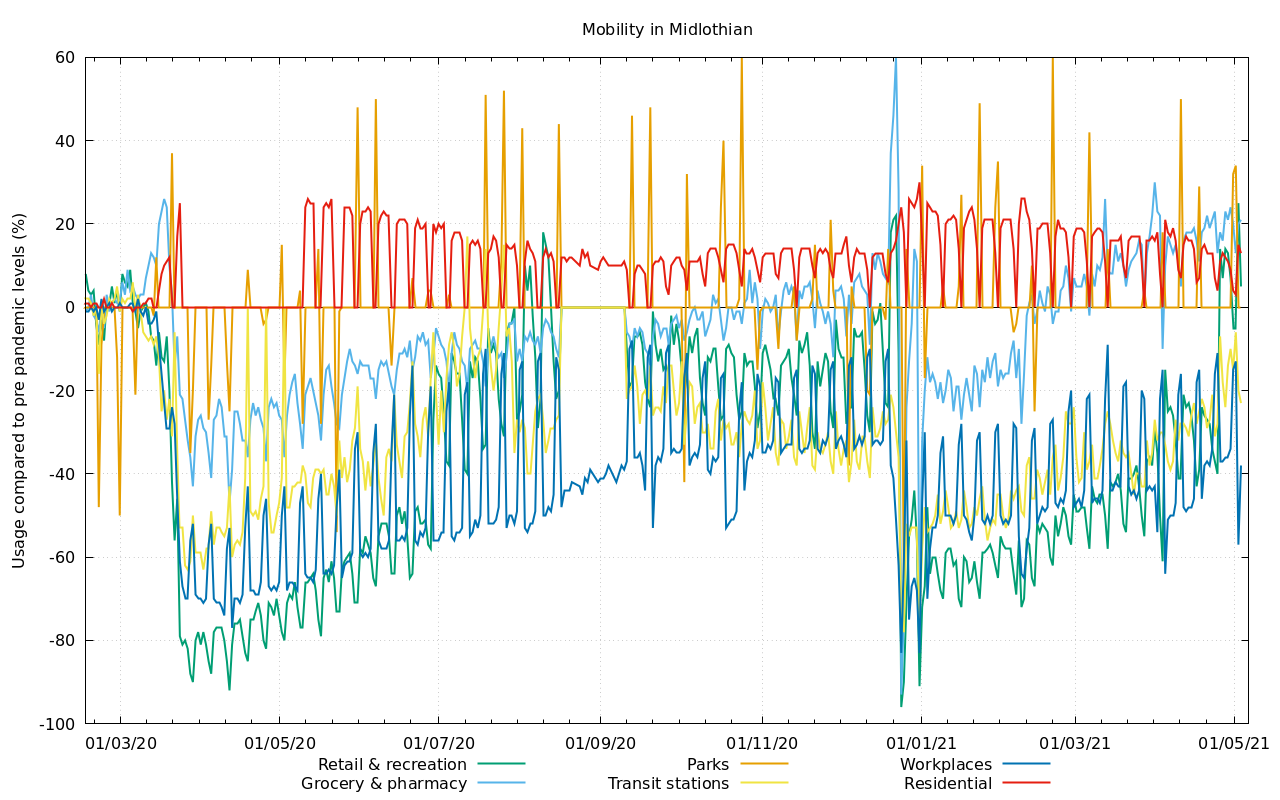 Mobility in Midlothian
Usage compared to pre pandemic levels (%)
60
40
20
0
-20
-40
-60
-80
-100
01/03/20 01/05/20 01/07/20 01/09/20 01/11/20 01/01/21 01/03/21 01/05/21
Retail & recreation Parks Workplaces
Grocery & pharmacy Transit stations Residential